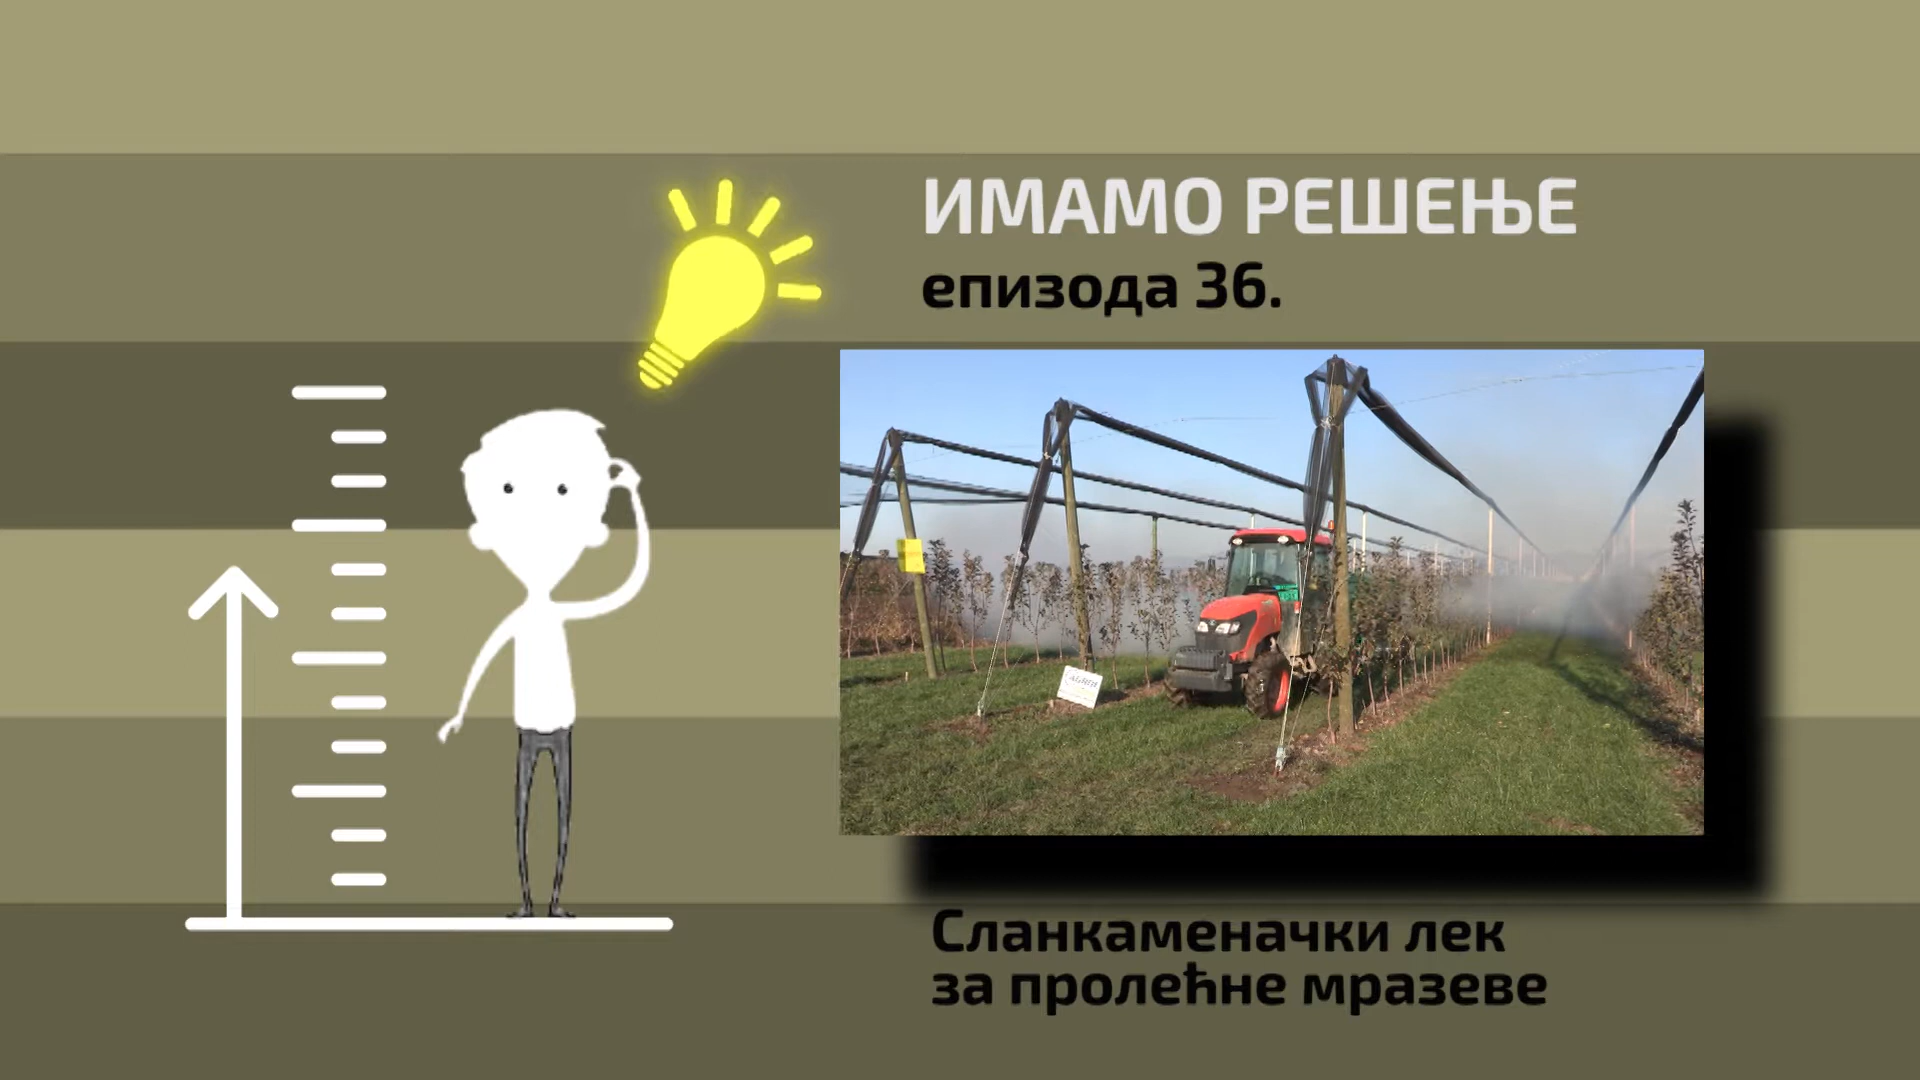 ИМАМО РЕШЕЊЕ
епизода 36.
Сланкаменачки лек
за пролећне мразеве